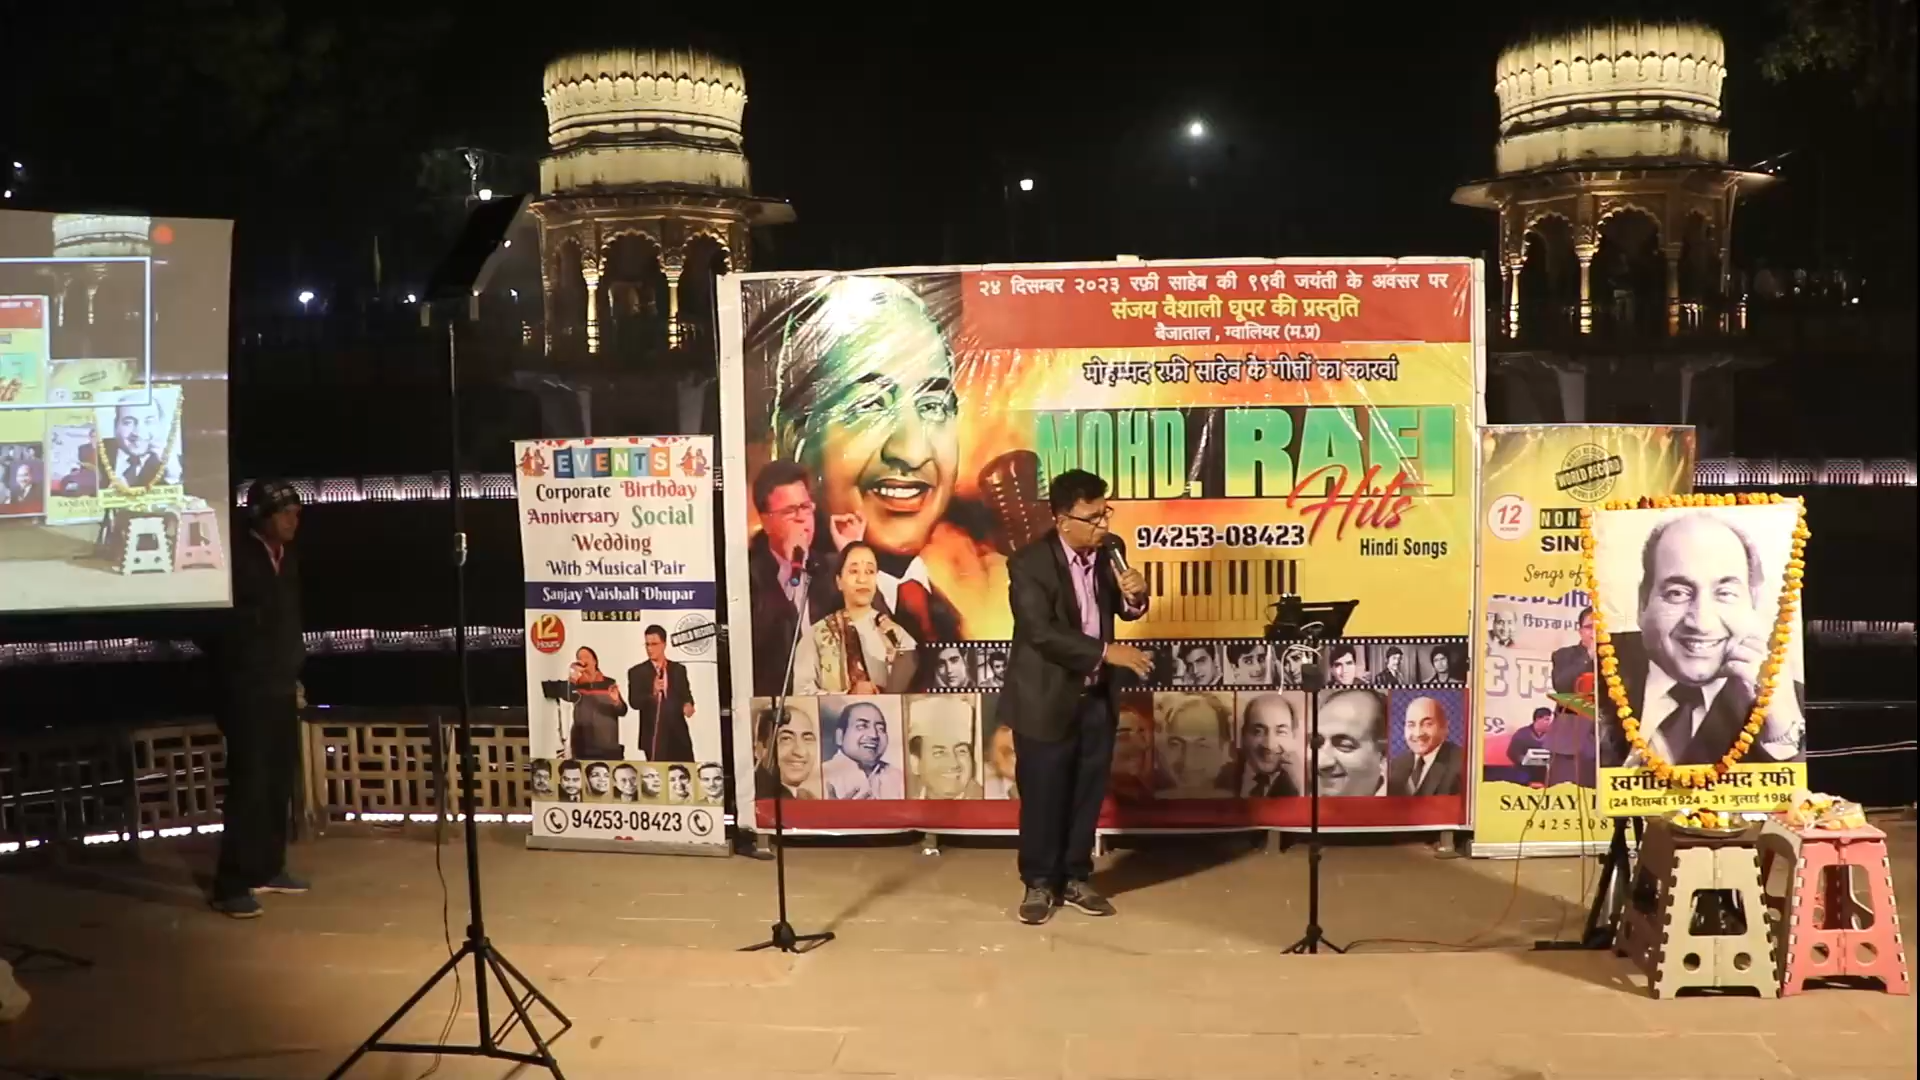 २४ दिसम्बर २०२३ रफ़ी साहेब की ९९वी जयंती के अवसर पर
संजय वैशाली धूपर की प्रस्तुति
बैजाताल , ग्वालियर (म.प्र)
मोहम्मद रफ़ी साहेब के गीतों का कारवां
MOHD. RAFI
Hits
94253-08423
Hindi Songs
EVENTS
Corporate Birthday
Anniversary Social
Wedding
With Musical Pair
Sanjay Vaishali Dhupar
NON-STOP
12
Hours
WORLD RECORD
94253-08423
WORLD RECORD
12
NON
SIN
Songs of
SANJAY
9425308
रफी
(24 दिसम्बर 1924 - 31 जुलाई 198